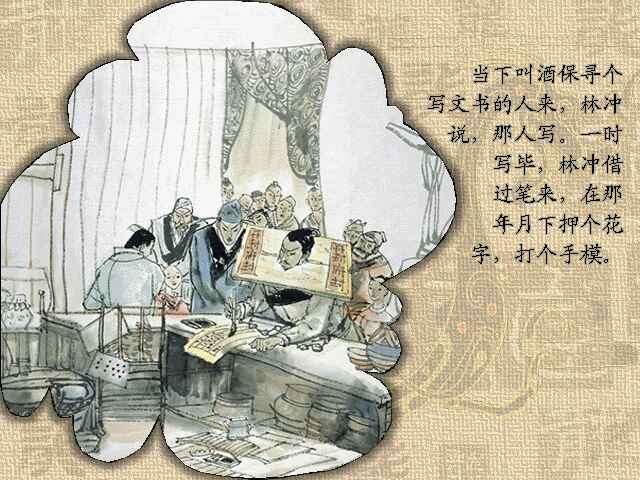 当下叫酒保寻个
写文书的人来，林冲
说，那人写。一时
写毕，林冲借
过笔来，在那
年月下押个花
字，打个手模。